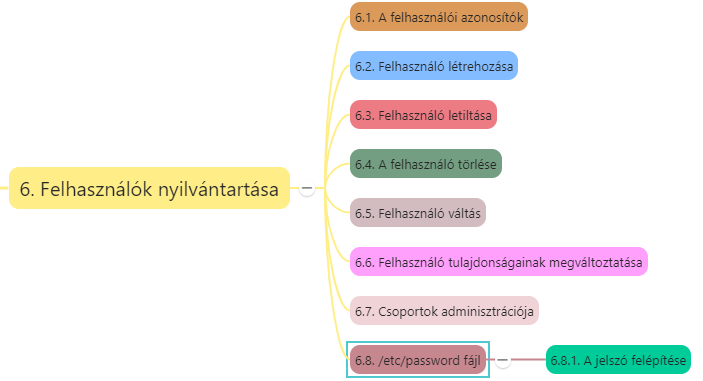 6.1. A felhasználói azonosítók
6.2. Felhasználó létrehozása
6.3. Felhasználó letiltása
6.4. A felhasználó törlése
6. Felhasználók nyilvántartása
6.5. Felhasználó váltás
6.6. Felhasználó tulajdonságainak megváltoztatása
6.7. Csoportok adminisztrációja
6.8. /etc/password fájl
6.8.1. A jelszó felépítése